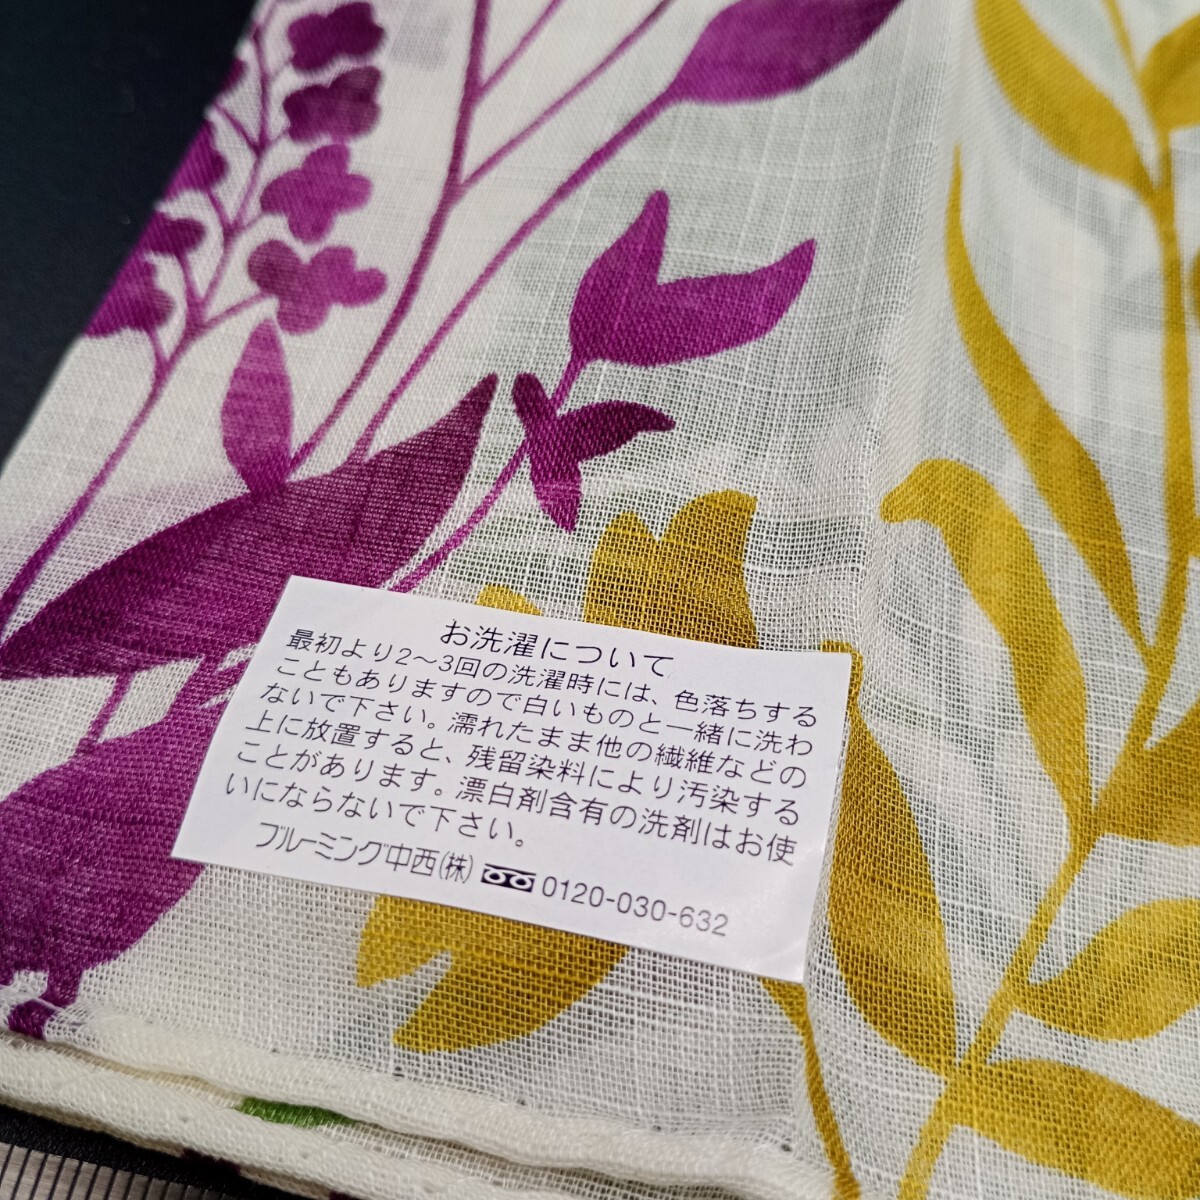 お洗濯について
最初より2〜3回の洗濯時には、色落ちする
こともありますので白いものと一緒に洗わ
ないで下さい。濡れたまま他の繊維などの
上に放置すると、残留染料により汚染する
ことがあります。漂白剤含有の洗剤はお使
いにならないで下さい。
ブルーミング中西(株) 0120-030-632